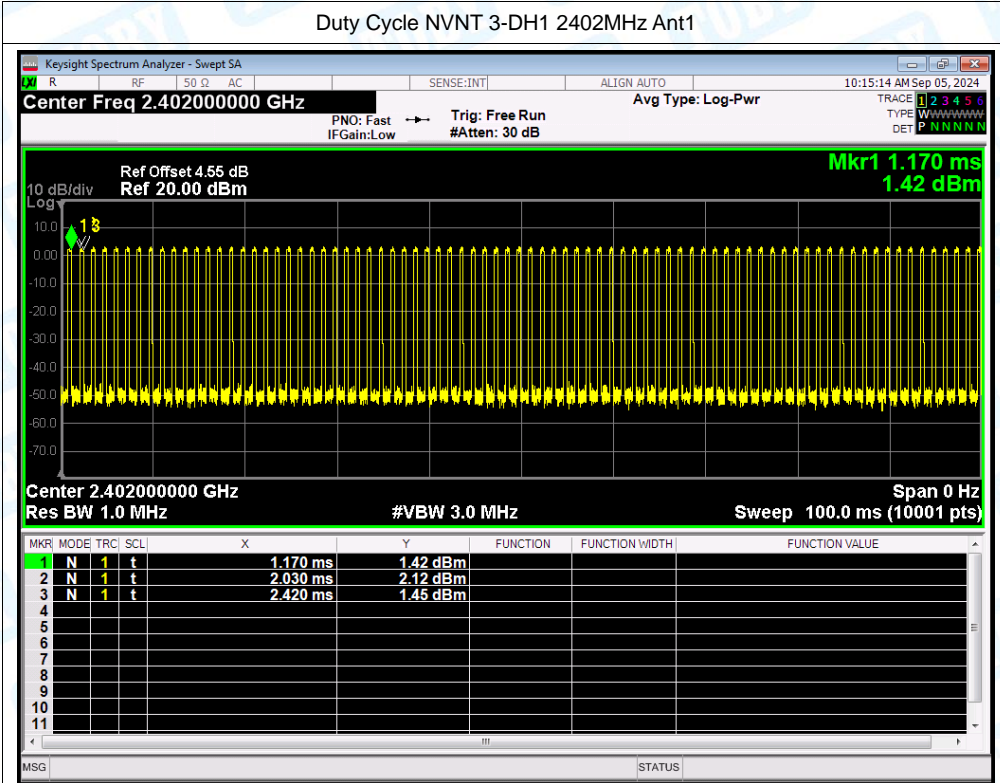 Duty Cycle NVNT 3-DH1 2402MHz Ant1
Keysight Spectrum Analyzer - Swept SA
LXI R RF 50 Ω AC SENSE:INT ALIGN AUTO 10:15:14 AM Sep 05, 2024
Center Freq 2.402000000 GHz
PNO: Fast
IFGain:Low
Trig: Free Run
#Atten: 30 dB
Avg Type: Log-Pwr
TRACE 1 2 3 4 5 6
TYPE WWWWWWW
DET P N N N N N
Mkr1 1.170 ms
1.42 dBm
10 dB/div
Log
Ref Offset 4.55 dB
Ref 20.00 dBm
10.0
0.00
-10.0
-20.0
-30.0
-40.0
-50.0
-60.0
-70.0
1
3
Center 2.402000000 GHz Span 0 Hz
Res BW 1.0 MHz #VBW 3.0 MHz Sweep 100.0 ms (10001 pts)
MKR MODE TRC SCL X Y FUNCTION FUNCTION WIDTH FUNCTION VALUE
1 N 1 t 1.170 ms 1.42 dBm
2 N 1 t 2.030 ms 2.12 dBm
3 N 1 t 2.420 ms 1.45 dBm
4
5
6
7
8
9
10
11
MSG STATUS